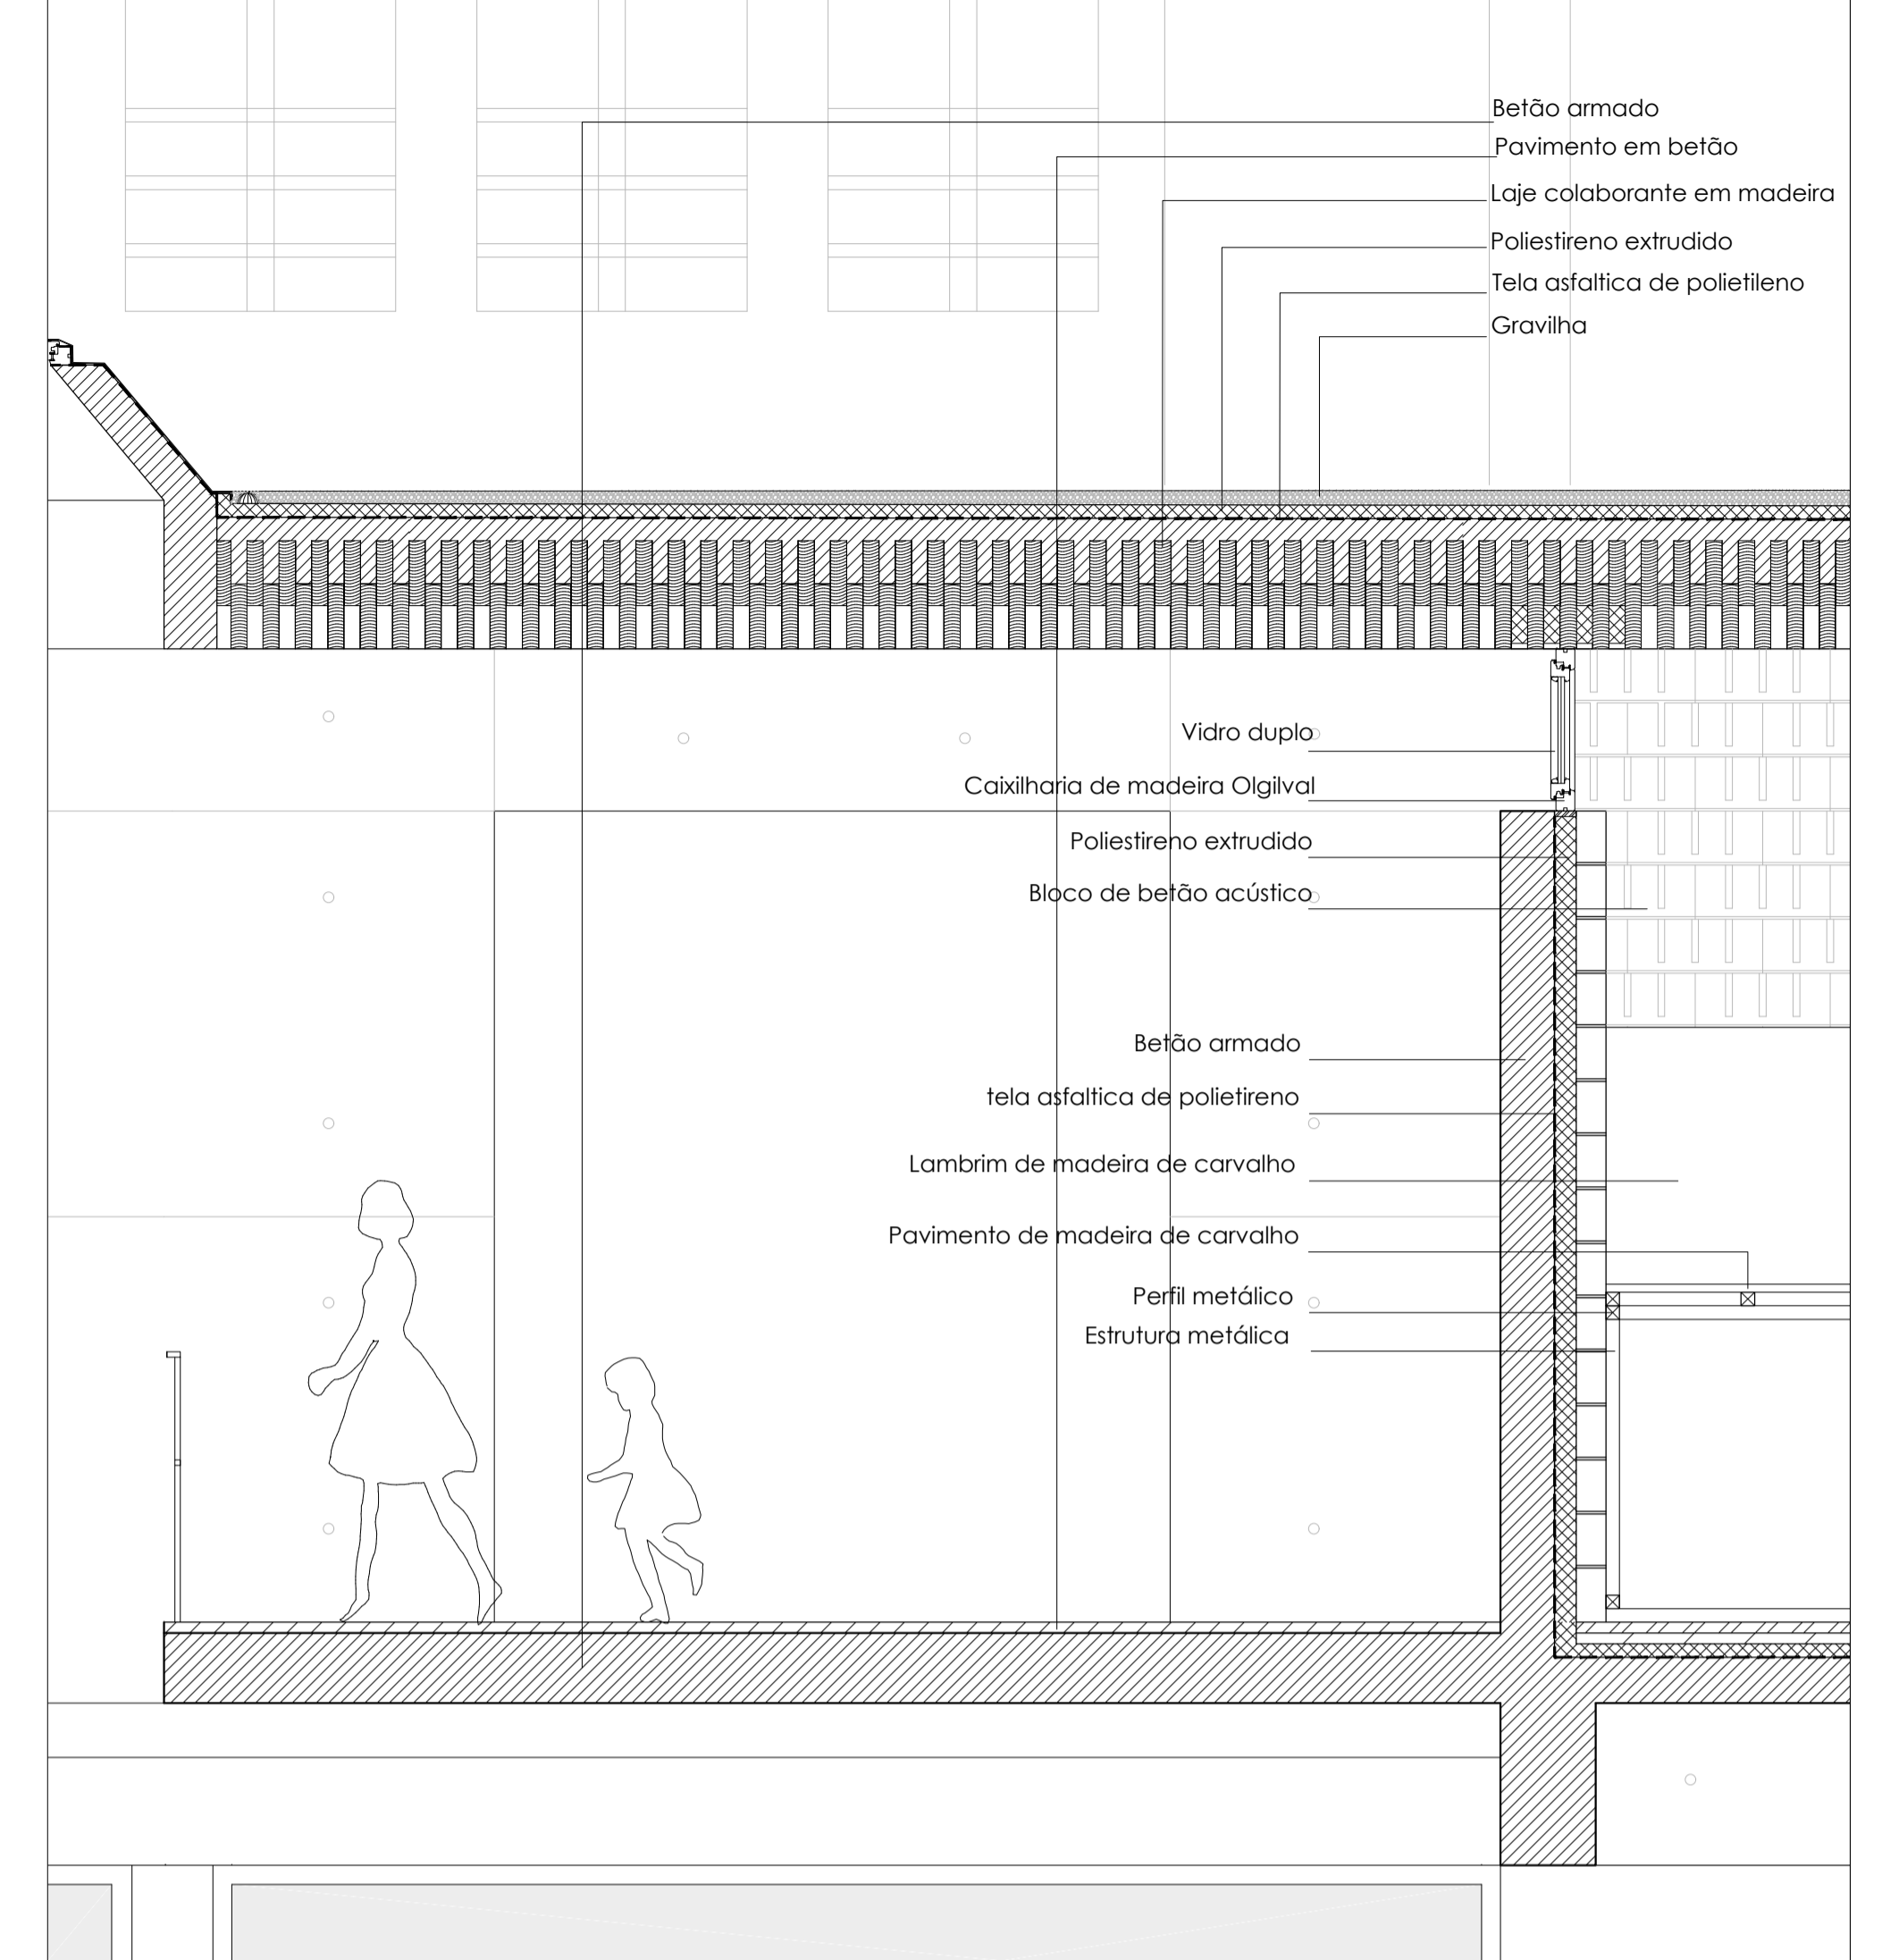 Betão armado
Pavimento em betão
Laje colaborante em madeira
Poliestireno extrudido
Tela asfaltica de polietileno
Gravilha
Vidro duplo
Caixilharia de madeira Olgilval
Poliestireno extrudido
Bloco de betão acústico
Betão armado
tela asfaltica de polietireno
Lambrim de madeira de carvalho
Pavimento de madeira de carvalho
Perfil metálico
Estrutura metálica